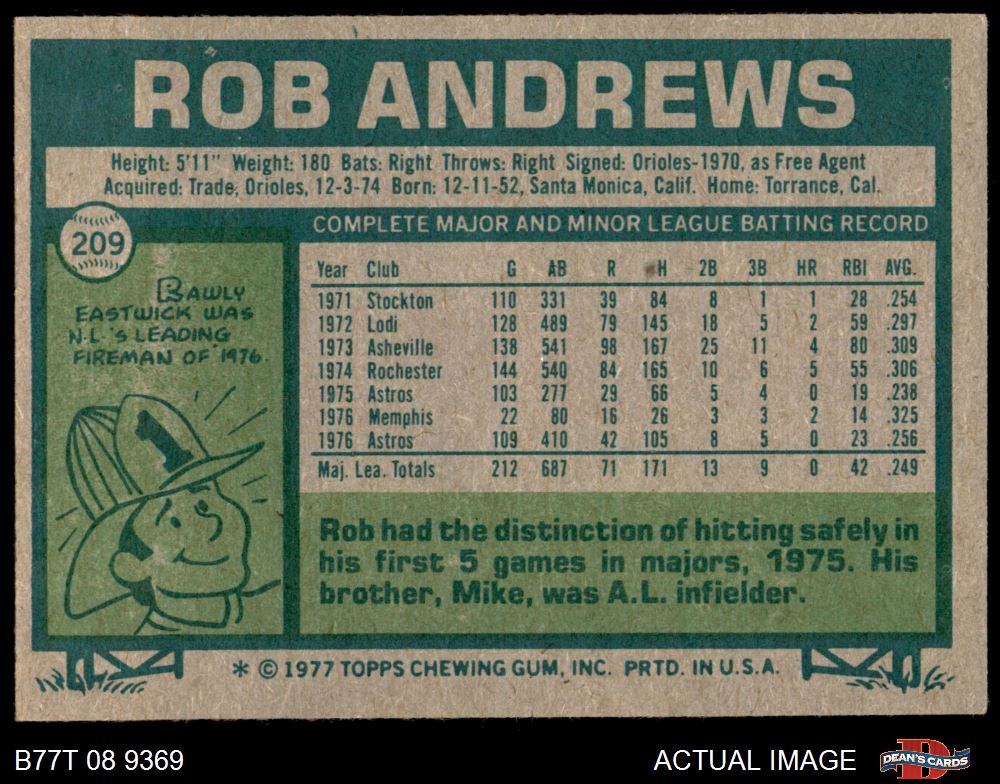 ROB ANDREWS
Height: 5'11" Weight: 180 Bats: Right Throws: Right Signed: Orioles-1970, as Free Agent
Acquired: Trade, Orioles, 12-3-74 Born: 12-11-52, Santa Monica, Calif. Home: Torrance, Cal.
209
RAWLY
EASTWICK WAS
N.L.'S LEADING
FIREMAN OF 1976.
1
COMPLETE MAJOR AND MINOR LEAGUE BATTING RECORD
Year Club G AB R H 2B 3B HR RBI AVG.
1971 Stockton 110 331 39 84 8 1 1 28 .254
1972 Lodi 128 489 79 145 18 5 2 59 .297
1973 Asheville 138 541 98 167 25 11 4 80 .309
1974 Rochester 144 540 84 165 10 6 5 55 .306
1975 Astros 103 277 29 66 5 4 0 19 .238
1976 Memphis 22 80 16 26 3 3 2 14 .325
1976 Astros 109 410 42 105 8 5 0 23 .256
Maj. Lea. Totals 212 687 71 171 13 9 0 42 .249
Rob had the distinction of hitting safely in
his first 5 games in majors, 1975. His
brother, Mike, was A.L. infielder.
* © 1977 TOPPS CHEWING GUM, INC. PRTD. IN U.S.A.
B77T 08 9369
ACTUAL IMAGE
D
DEAN'S CARDS